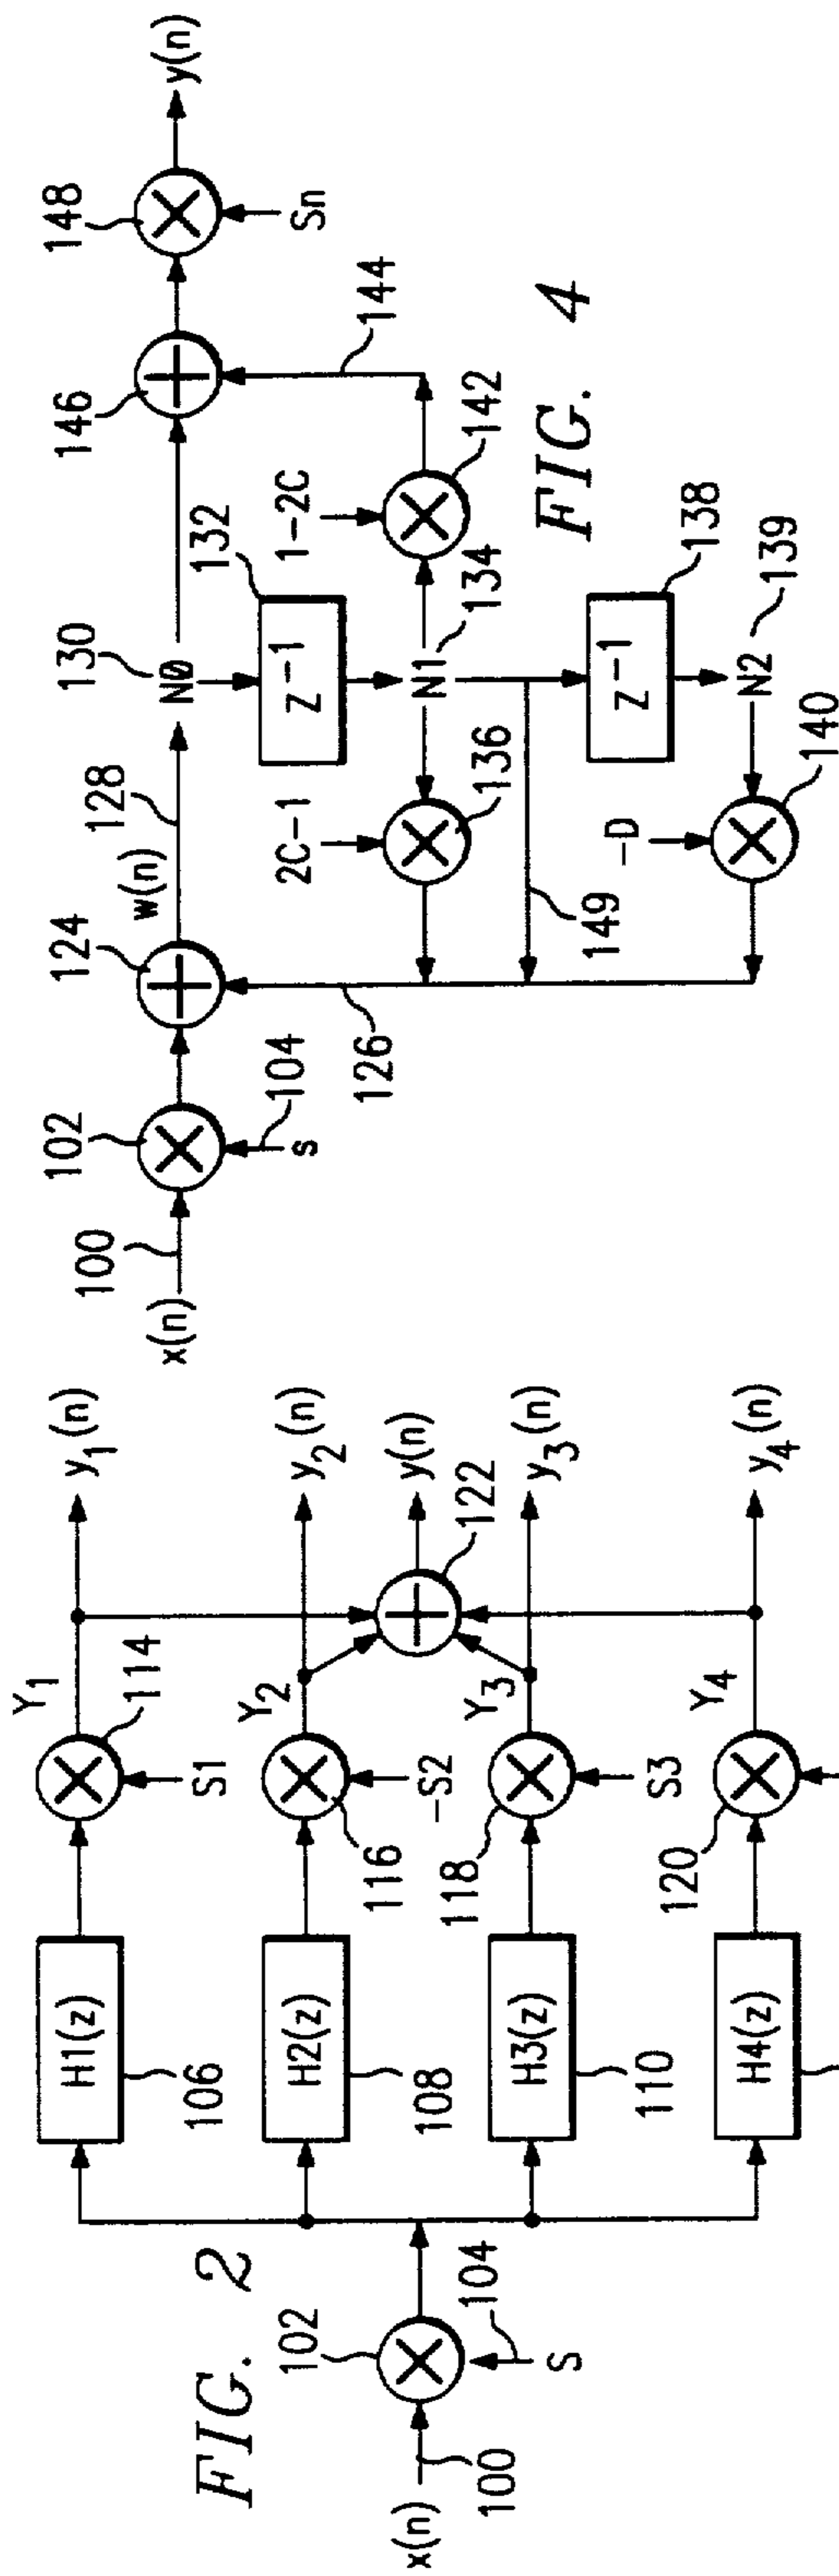 FIG. 2
x(n)
100
102
S
104
H1(z)
106
H2(z)
108
H3(z)
110
H4(z)
Y1
114
S1
y1(n)
Y2
116
-S2
y2(n)
y(n)
122
Y3
118
S3
y3(n)
Y4
120
y4(n)
FIG. 4
x(n)
100
102
s
104
124
126
w(n)
128
130
N0
132
z-1
N1
134
2C-1
136
1-2C
142
144
146
148
Sn
y(n)
149
138
z-1
N2
139
-D
140